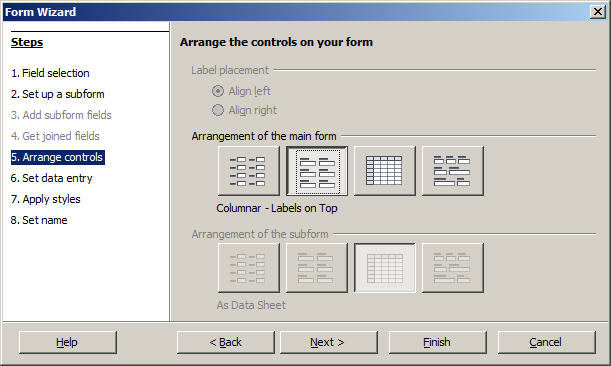 Form Wizard
Steps
1. Field selection
2. Set up a subform
3. Add subform fields
4. Get joined fields
5. Arrange controls
6. Set data entry
7. Apply styles
8. Set name
Arrange the controls on your form
Label placement
Align left
Align right
Arrangement of the main form
Columnar - Labels on Top
Arrangement of the subform
As Data Sheet
Help
< Back
Next >
Finish
Cancel